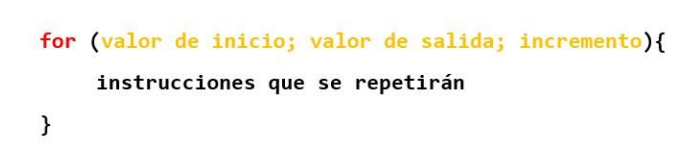 for (valor de inicio; valor de salida; incremento){
instrucciones que se repetirán
}